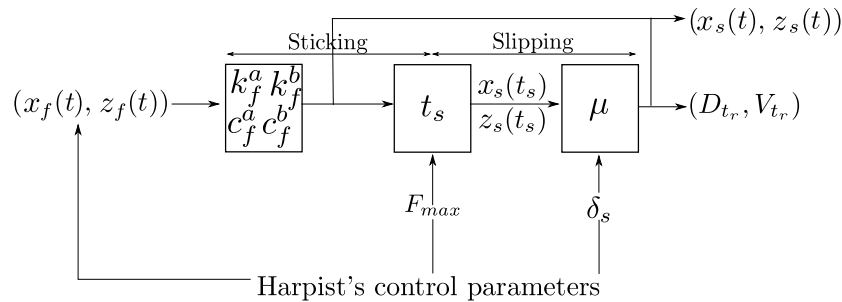 (x_s(t), z_s(t))
Sticking
Slipping
(x_f(t), z_f(t))
k_f^a k_f^b
c_f^a c_f^b
t_s
x_s(t_s)
z_s(t_s)
μ
(D_{t_r}, V_{t_r})
F_{max}
δ_s
Harpist's control parameters